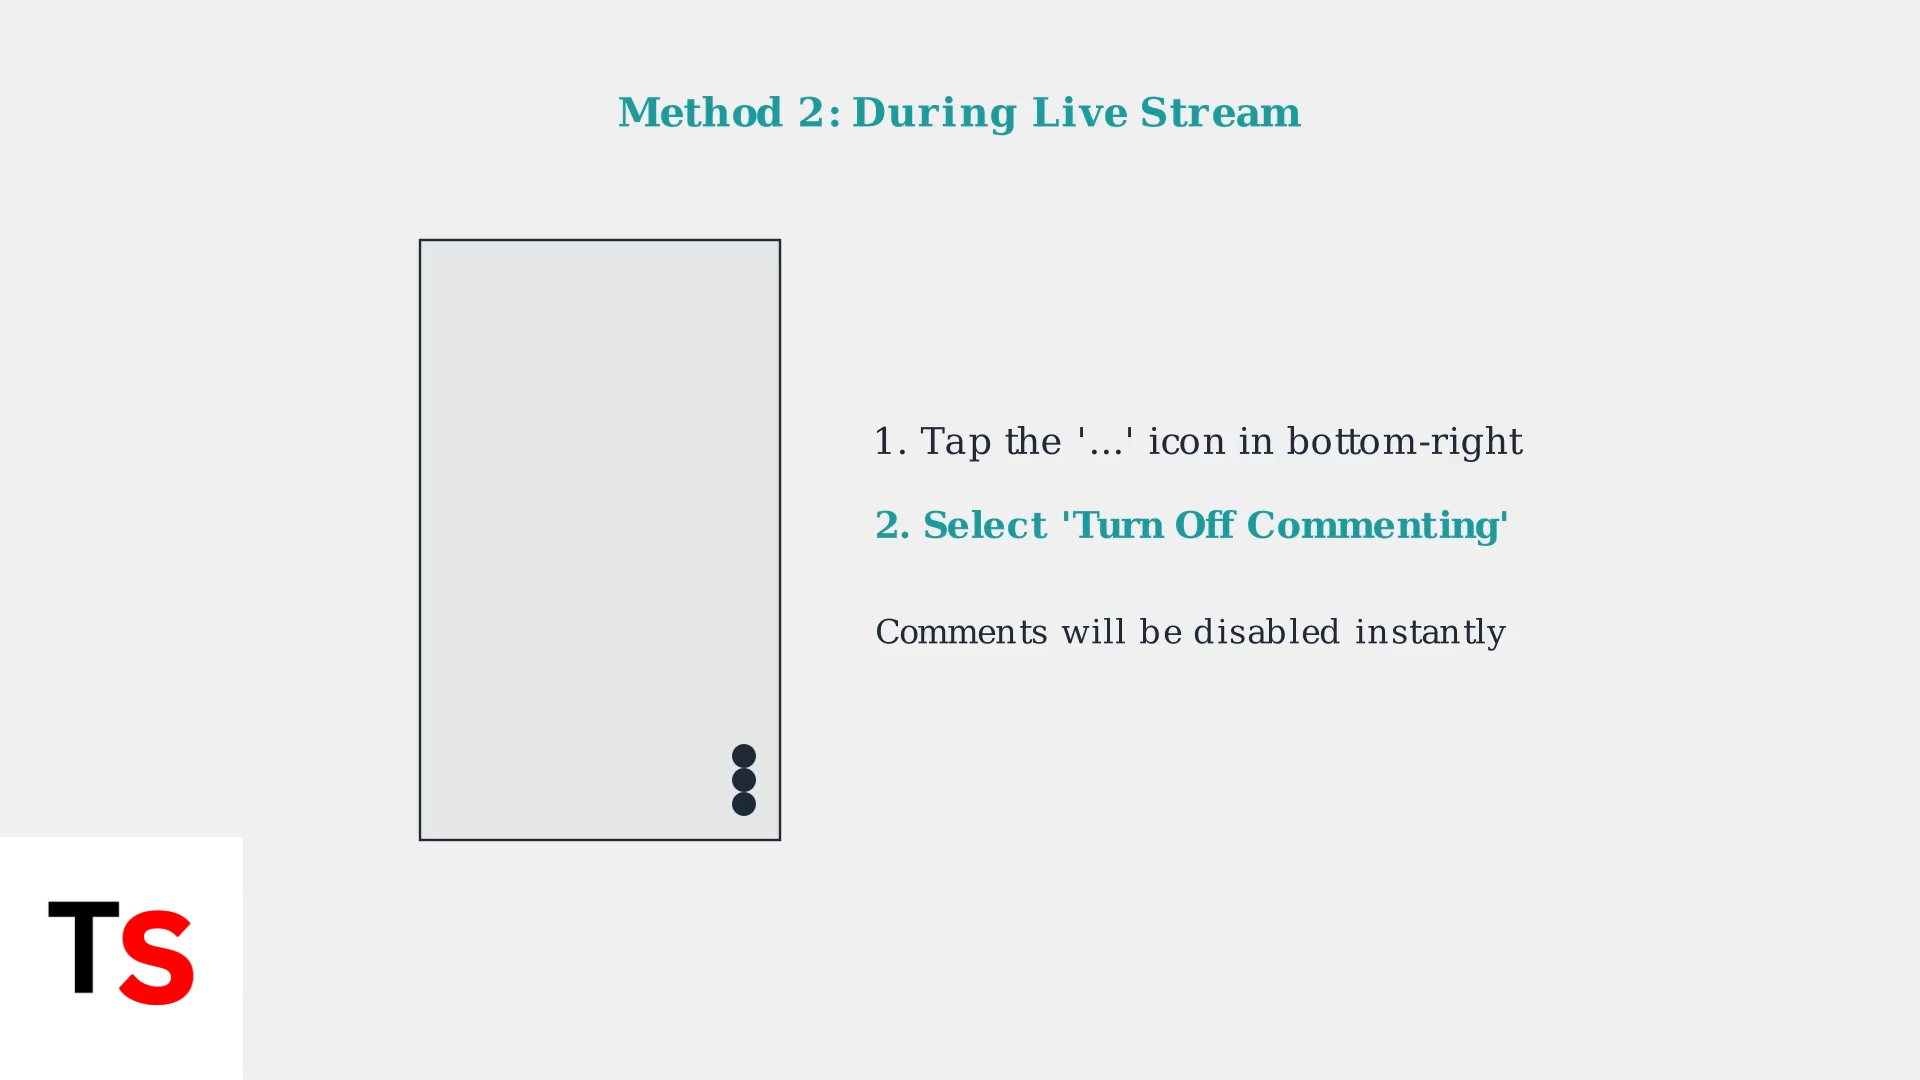 Method 2: During Live Stream
1. Tap the '...' icon in bottom-right
2. Select 'Turn Off Commenting'
Comments will be disabled instantly
TS